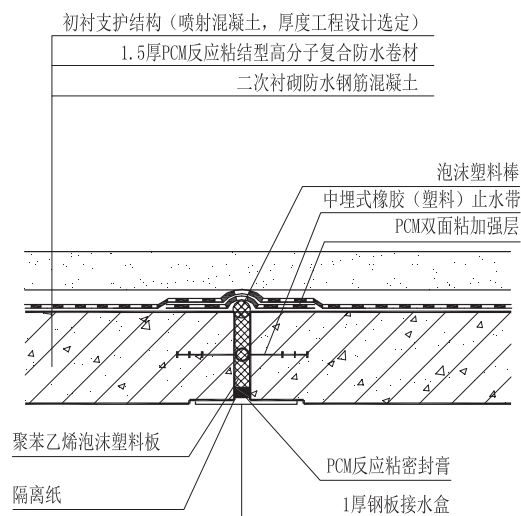 初衬支护结构（喷射混凝土，厚度工程设计选定）
1.5厚PCM反应粘结型高分子复合防水卷材
二次衬砌防水钢筋混凝土
泡沫塑料棒
中埋式橡胶（塑料）止水带
PCM双面粘加强层
聚苯乙烯泡沫塑料板
PCM反应粘密封膏
隔离纸
1厚钢板接水盒